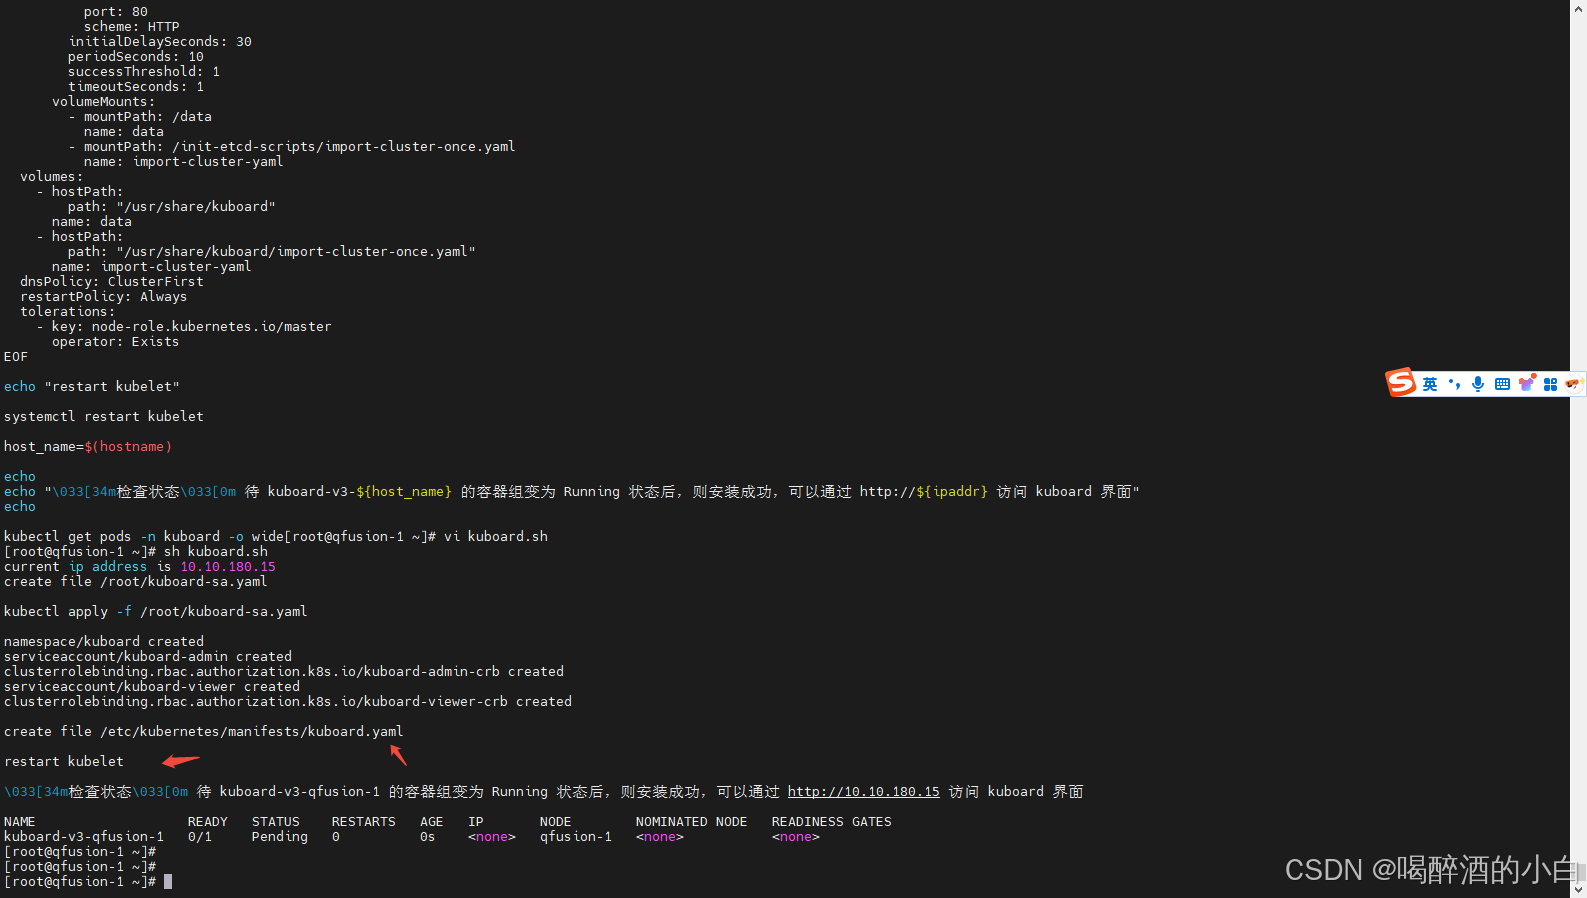 port: 80
scheme: HTTP
initialDelaySeconds: 30
periodSeconds: 10
successThreshold: 1
timeoutSeconds: 1
volumeMounts:
- mountPath: /data
name: data
- mountPath: /init-etcd-scripts/import-cluster-once.yaml
name: import-cluster-yaml
volumes:
- hostPath:
path: "/usr/share/kuboard"
name: data
- hostPath:
path: "/usr/share/kuboard/import-cluster-once.yaml"
name: import-cluster-yaml
dnsPolicy: ClusterFirst
restartPolicy: Always
tolerations:
- key: node-role.kubernetes.io/master
operator: Exists
EOF
echo "restart kubelet"
英
systemctl restart kubelet
host_name=$(hostname)
echo
echo "\033[34m检查状态\033[0m 待 kuboard-v3-${host_name} 的容器组变为 Running 状态后，则安装成功，可以通过 http://${ipaddr} 访问 kuboard 界面"
echo
kubectl get pods -n kuboard -o wide[root@qfusion-1 ~]# vi kuboard.sh
[root@qfusion-1 ~]# sh kuboard.sh
current ip address is 10.10.180.15
create file /root/kuboard-sa.yaml
kubectl apply -f /root/kuboard-sa.yaml
namespace/kuboard created
serviceaccount/kuboard-admin created
clusterrolebinding.rbac.authorization.k8s.io/kuboard-admin-crb created
serviceaccount/kuboard-viewer created
clusterrolebinding.rbac.authorization.k8s.io/kuboard-viewer-crb created
create file /etc/kubernetes/manifests/kuboard.yaml
restart kubelet
\033[34m检查状态\033[0m 待 kuboard-v3-qfusion-1 的容器组变为 Running 状态后，则安装成功，可以通过 http://10.10.180.15 访问 kuboard 界面
NAME READY STATUS RESTARTS AGE IP NODE NOMINATED NODE READINESS GATES
kuboard-v3-qfusion-1 0/1 Pending 0 0s <none> qfusion-1 <none> <none>
[root@qfusion-1 ~]#
[root@qfusion-1 ~]#
[root@qfusion-1 ~]#
CSDN @喝醉酒的小白